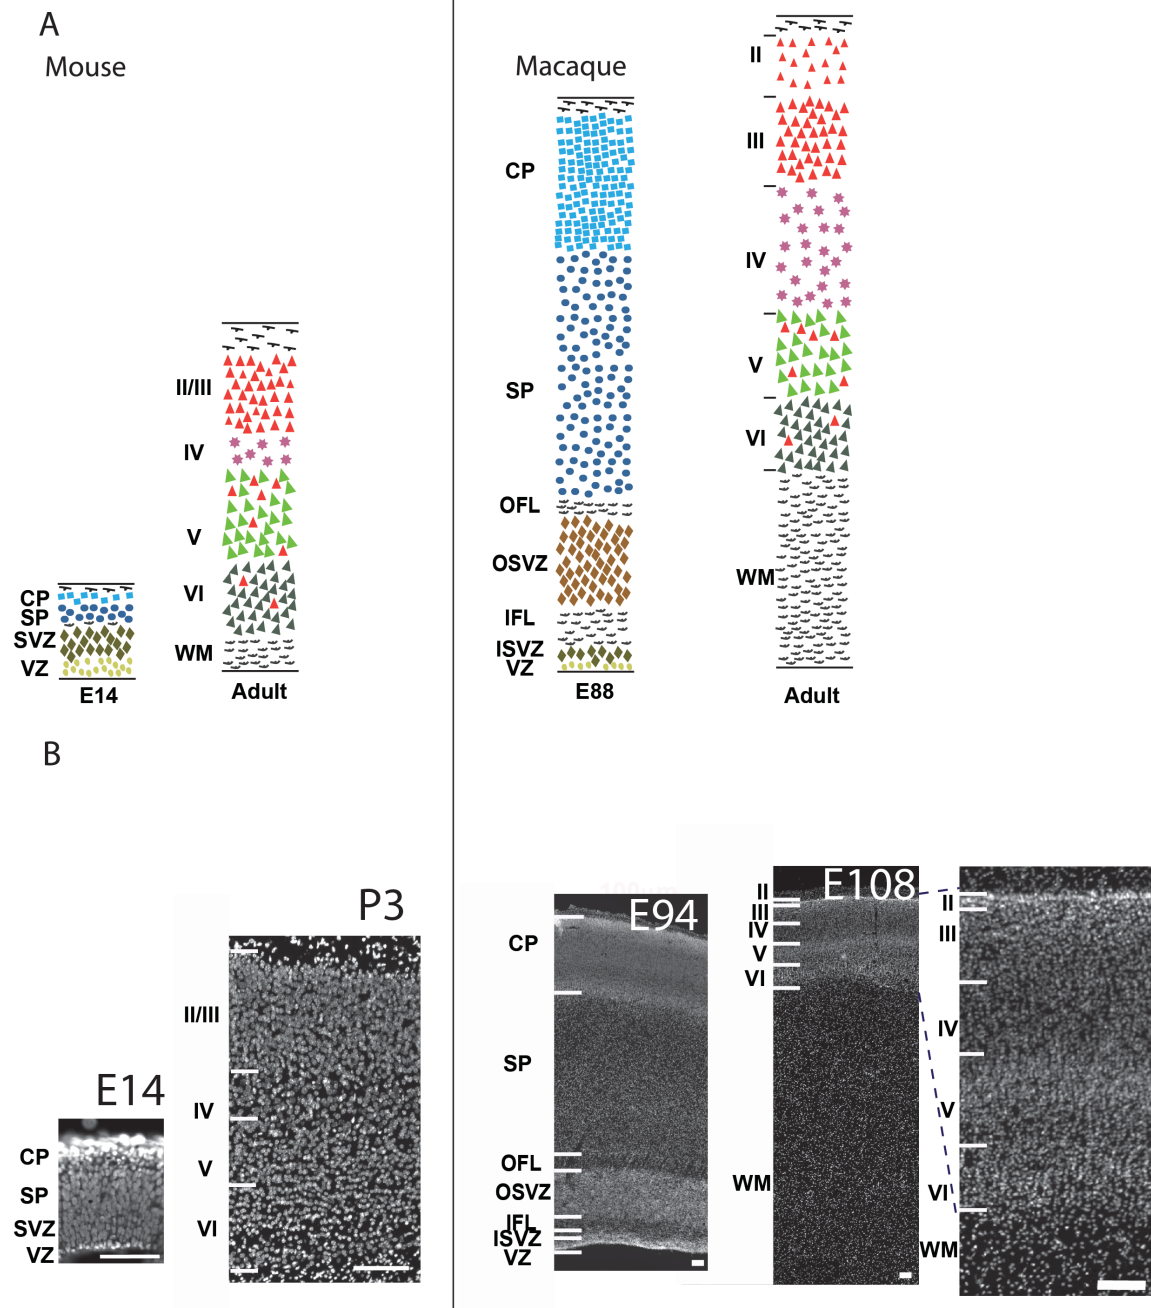 A
Mouse
CP
SP
SVZ
VZ
E14
II/III
IV
V
VI
WM
Adult
Macaque
CP
SP
OFL
OSVZ
IFL
ISVZ
VZ
E88
II
III
IV
V
VI
WM
Adult
B
E14
CP
SP
SVZ
VZ
P3
II/III
IV
V
VI
E94
CP
SP
OFL
OSVZ
IFL
ISVZ
VZ
E108
II
III
IV
V
VI
WM
II
III
IV
V
VI
WM